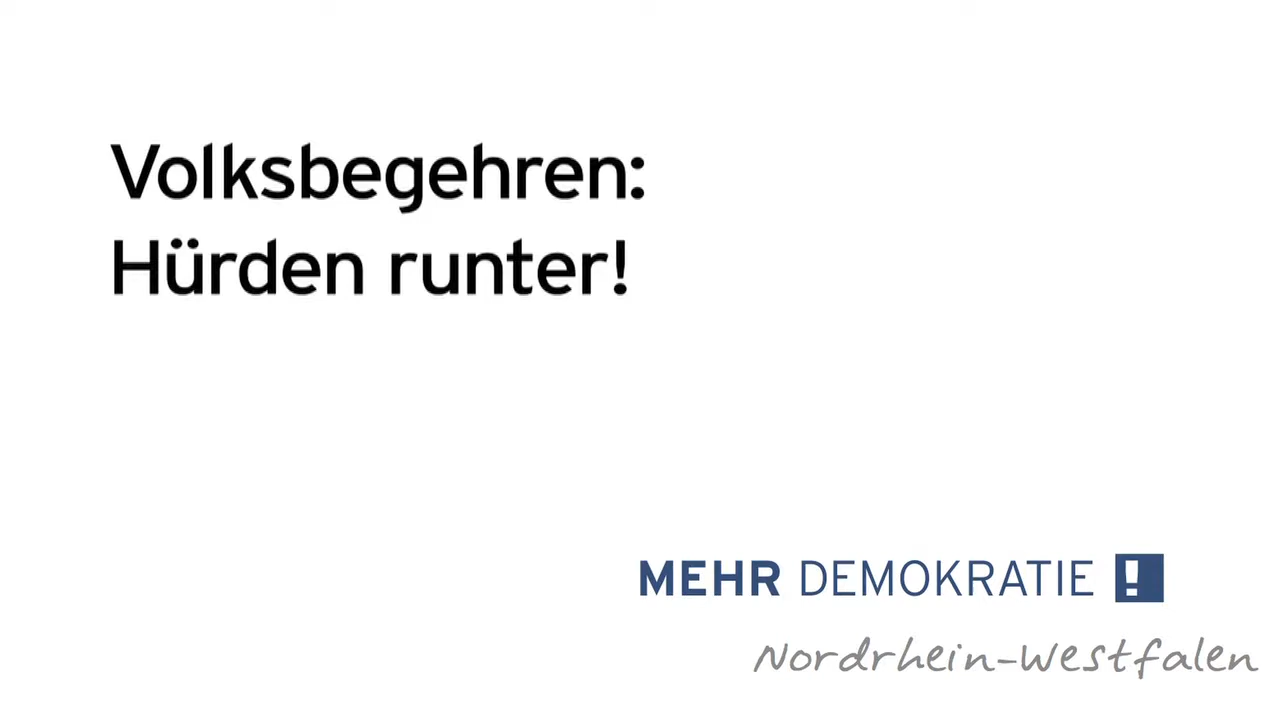 Volksbegehren:
Hürden runter!
MEHR DEMOKRATIE !
Nordrhein-Westfalen